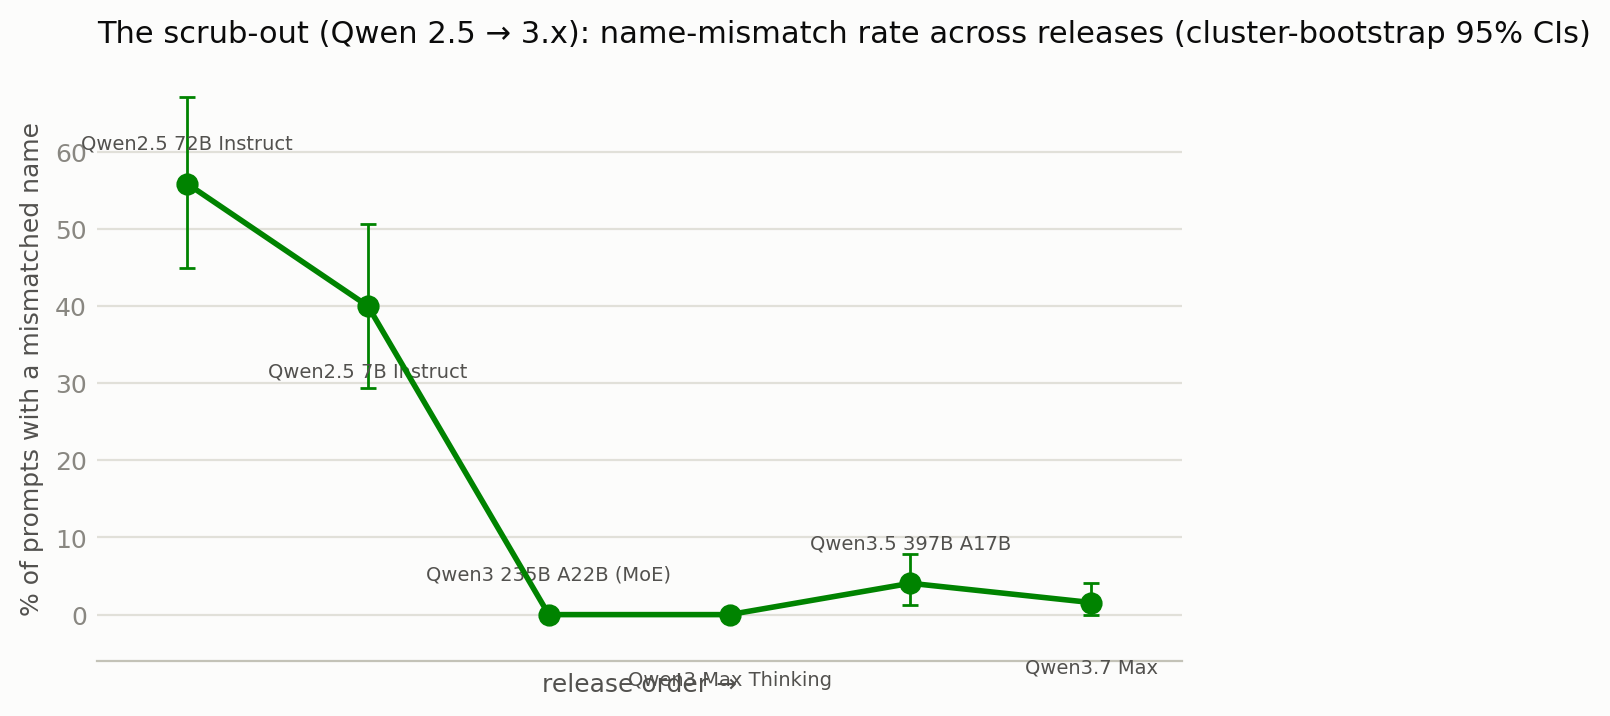 The scrub-out (Qwen 2.5 → 3.x): name-mismatch rate across releases (cluster-bootstrap 95% CIs)
% of prompts with a mismatched name
60
50
40
30
20
10
0
Qwen2.5 72B Instruct
Qwen2.5 7B Instruct
Qwen3 235B A22B (MoE)
Qwen3 Max Thinking
Qwen3.5 397B A17B
Qwen3.7 Max
release order →